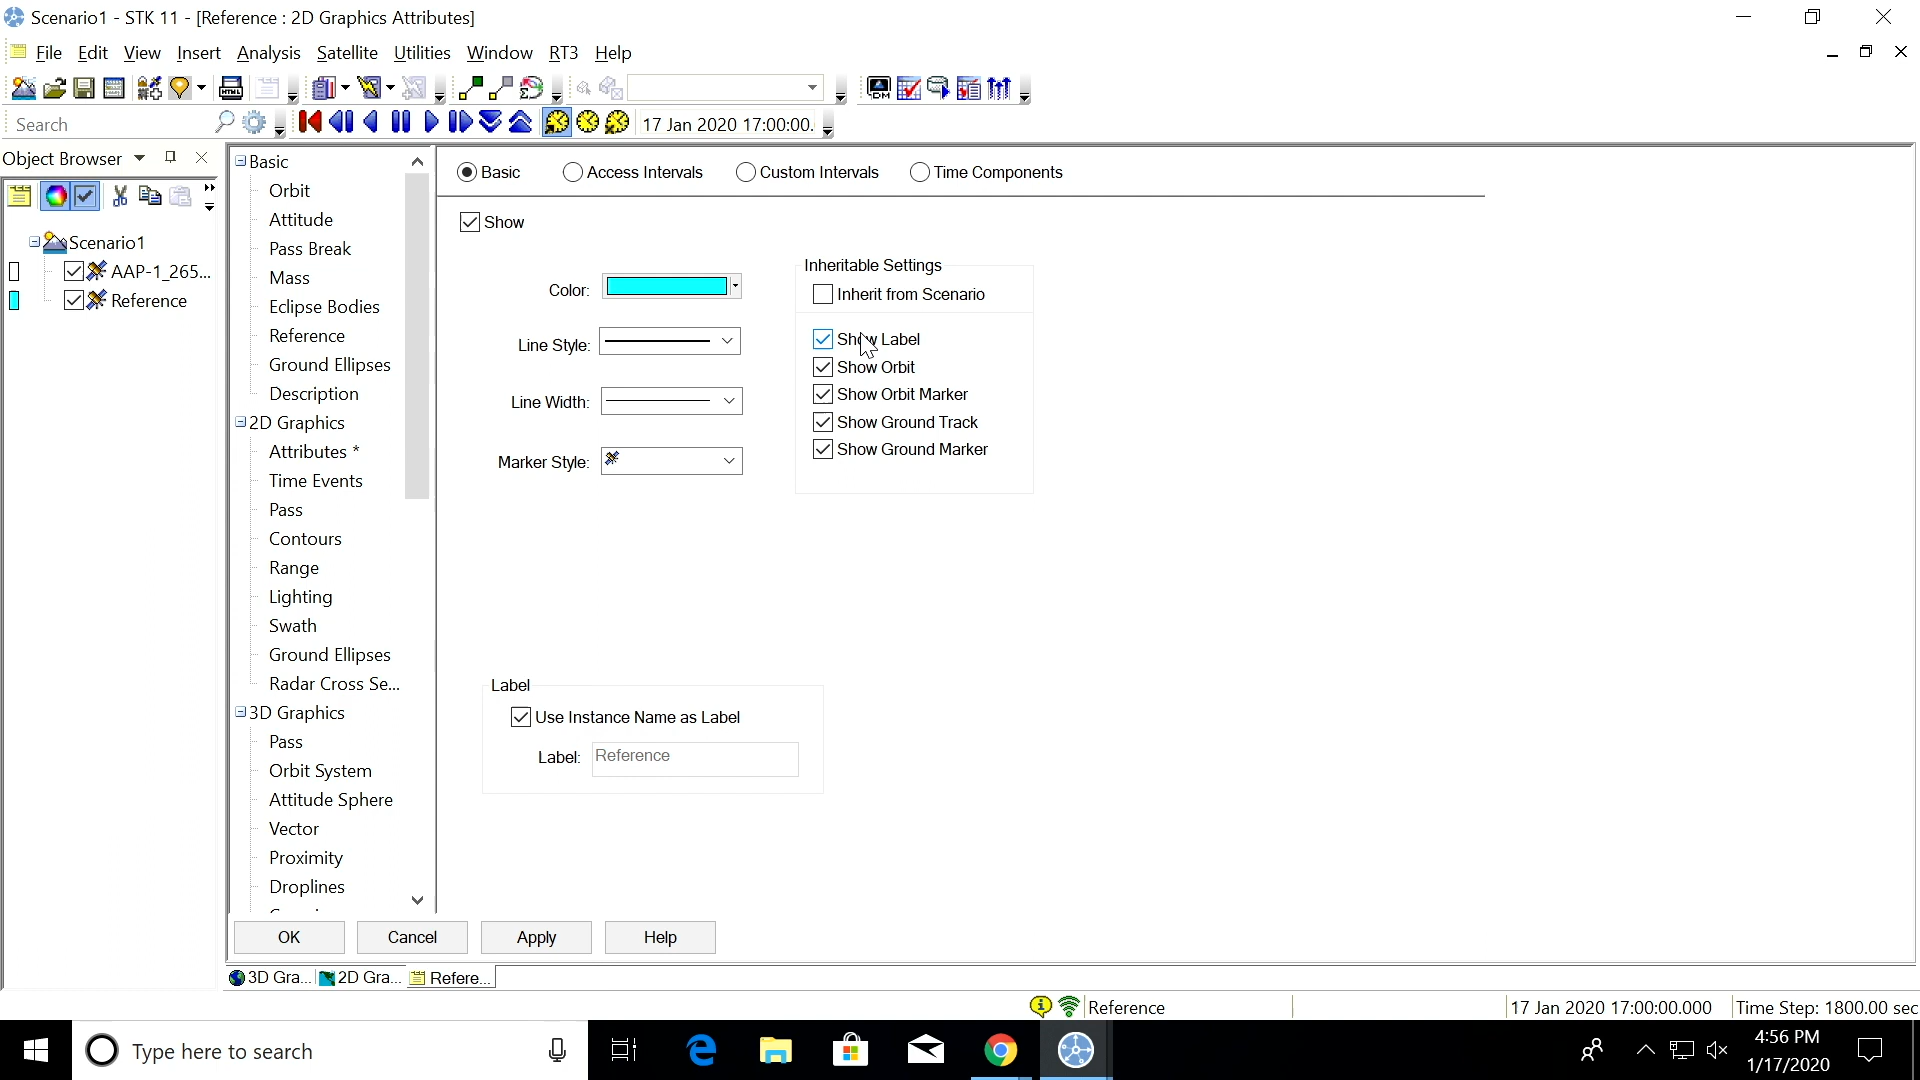 Scenario1 - STK 11 - [Reference : 2D Graphics Attributes]
File Edit View Insert Analysis Satellite Utilities Window RT3 Help
Search 17 Jan 2020 17:00:00.
Object Browser
Scenario1
AAP-1_265...
Reference
Basic
Orbit
Attitude
Pass Break
Mass
Eclipse Bodies
Reference
Ground Ellipses
Description
2D Graphics
Attributes *
Time Events
Pass
Contours
Range
Lighting
Swath
Ground Ellipses
Radar Cross Se...
3D Graphics
Pass
Orbit System
Attitude Sphere
Vector
Proximity
Droplines
Basic Access Intervals Custom Intervals Time Components
Show
Color:
Line Style:
Line Width:
Marker Style:
Inheritable Settings
Inherit from Scenario
Show Label
Show Orbit
Show Orbit Marker
Show Ground Track
Show Ground Marker
Label
Use Instance Name as Label
Label: Reference
OK Cancel Apply Help
3D Gra... 2D Gra... Refere...
Reference 17 Jan 2020 17:00:00.000 Time Step: 1800.00 sec
Type here to search
4:56 PM
1/17/2020